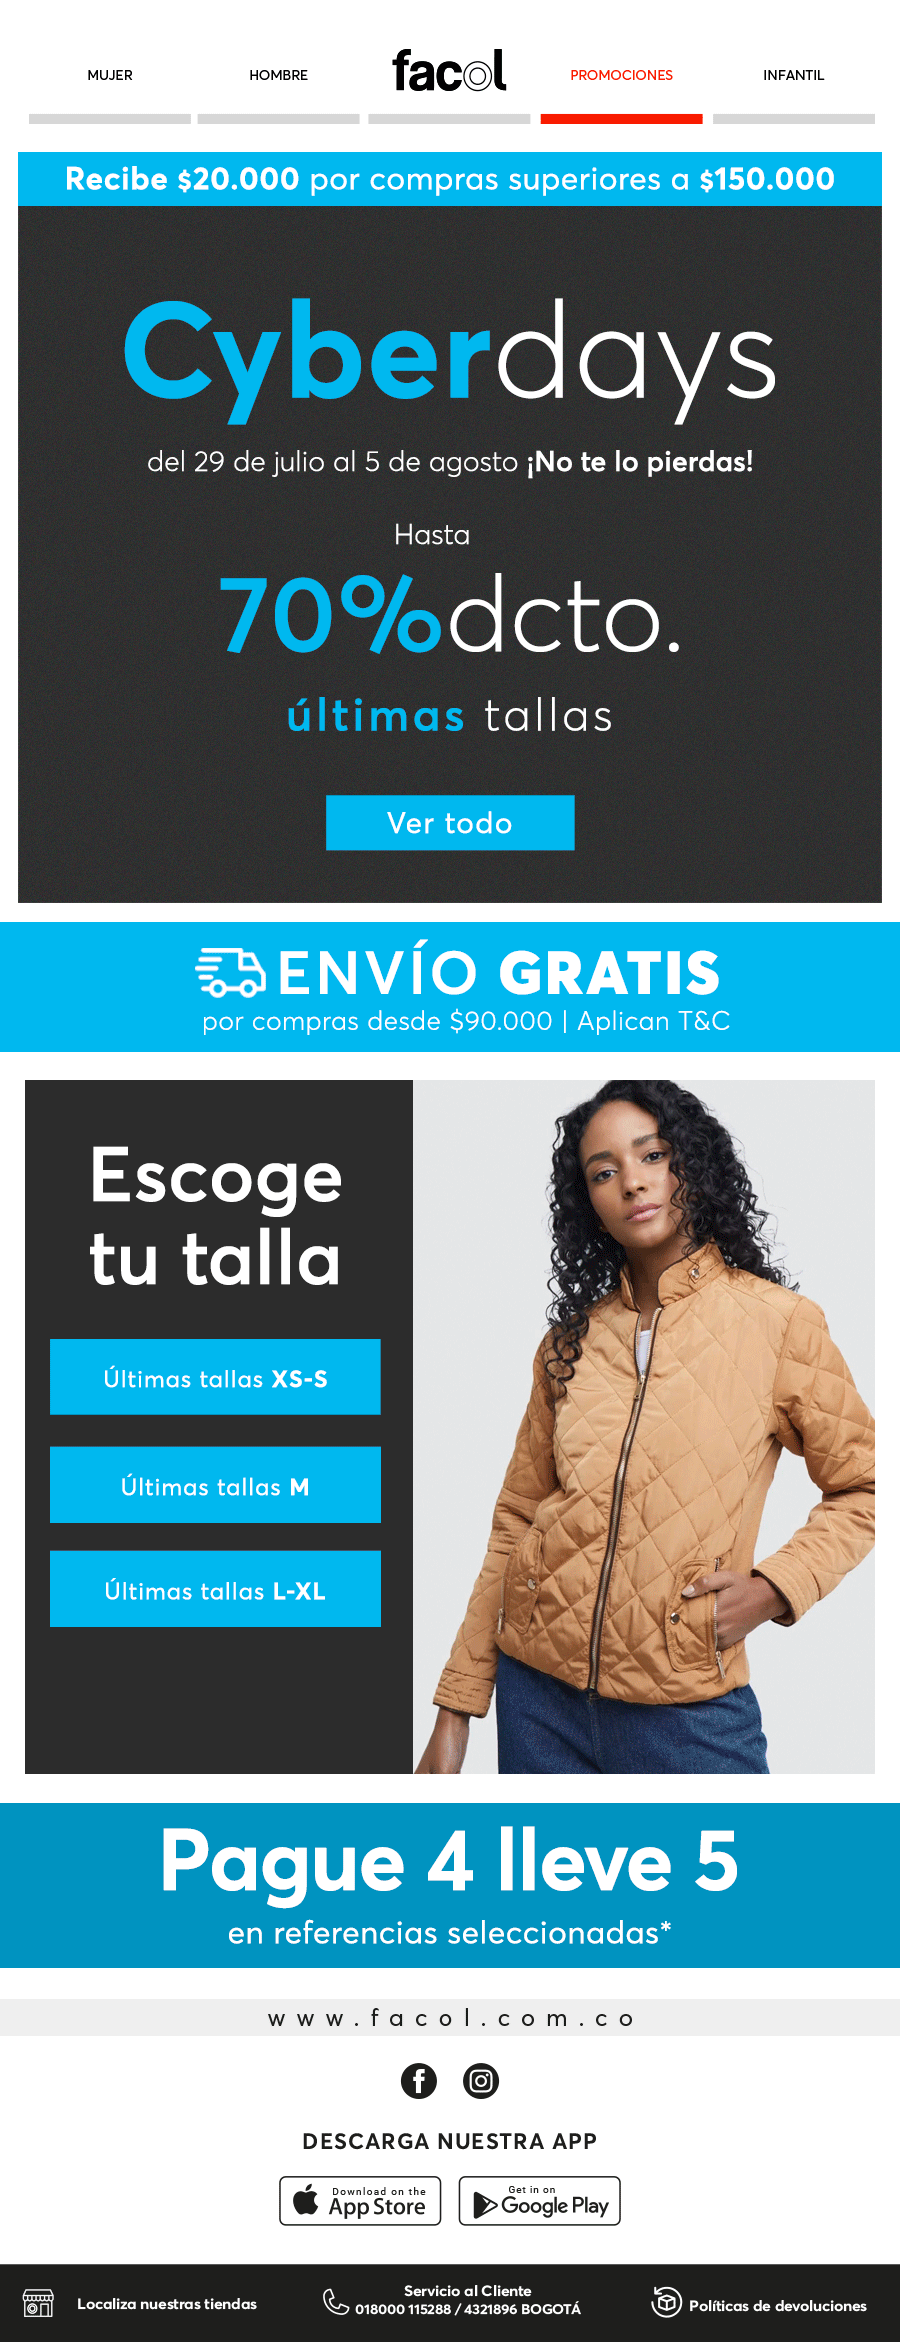 MUJER
HOMBRE
facol
PROMOCIONES
INFANTIL
Recibe $20.000 por compras superiores a $150.000
Cyberdays
del 29 de julio al 5 de agosto ¡No te lo pierdas!
Hasta
70%dcto.
últimas tallas
Ver todo
ENVÍO GRATIS
por compras desde $90.000 | Aplican T&C
Escoge
tu talla
Últimas tallas XS-S
Últimas tallas M
Últimas tallas L-XL
Pague 4 lleve 5
en referencias seleccionadas*
www.facol.com.co
DESCARGA NUESTRA APP
Download on the
App Store
Get in on
Google Play
Localiza nuestras tiendas
Servicio al Cliente
018000 115288 / 4321896 BOGOTÁ
Políticas de devoluciones